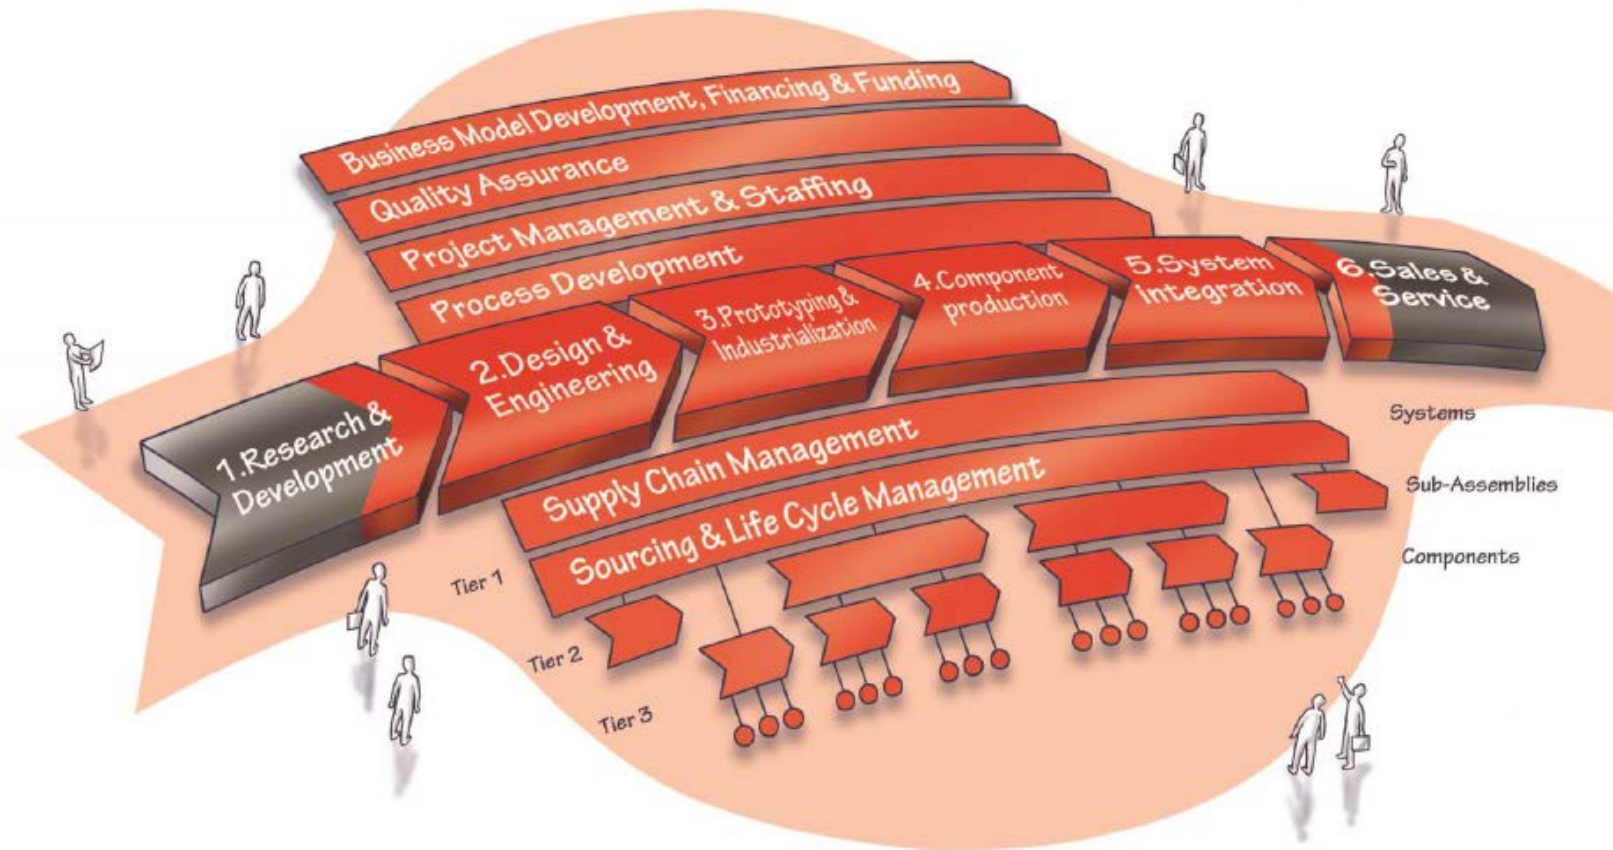 Business Model Development, Financing & Funding
Quality Assurance
Project Management & Staffing
Process Development
1.Research &
Development
2.Design &
Engineering
3.Prototyping &
Industrialization
4.Component
production
5.System
integration
6.Sales &
Service
Supply Chain Management
Sourcing & Life Cycle Management
Systems
Sub-Assemblies
Components
Tier 1
Tier 2
Tier 3